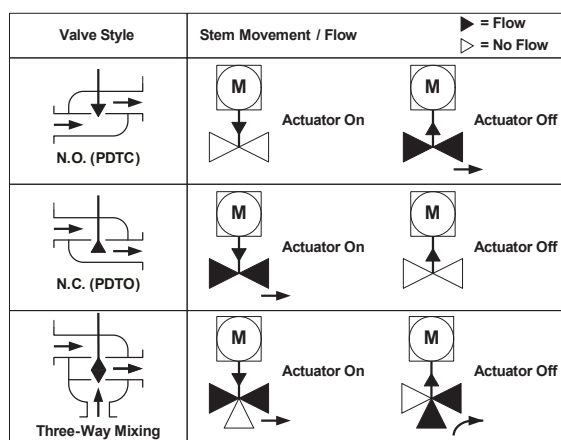 Valve Style
Stem Movement / Flow
= Flow
= No Flow
N.O. (PDTC)
M
Actuator On
M
Actuator Off
N.C. (PDTO)
M
Actuator On
M
Actuator Off
Three-Way Mixing
M
Actuator On
M
Actuator Off